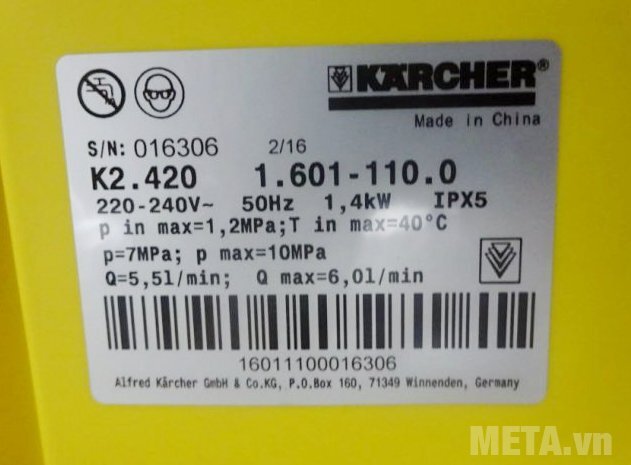 KÄRCHER®
Made in China
S/N: 016306 2/16
K2.420 1.601-110.0
220-240V~ 50Hz 1,4kW IPX5
p in max=1,2MPa;T in max=40°C
p=7MPa; p max=10MPa
Q=5,5l/min; Q max=6,0l/min
16011100016306
Alfred Kärcher GmbH & Co.KG, P.O.Box 160, 71349 Winnenden, Germany
META.vn